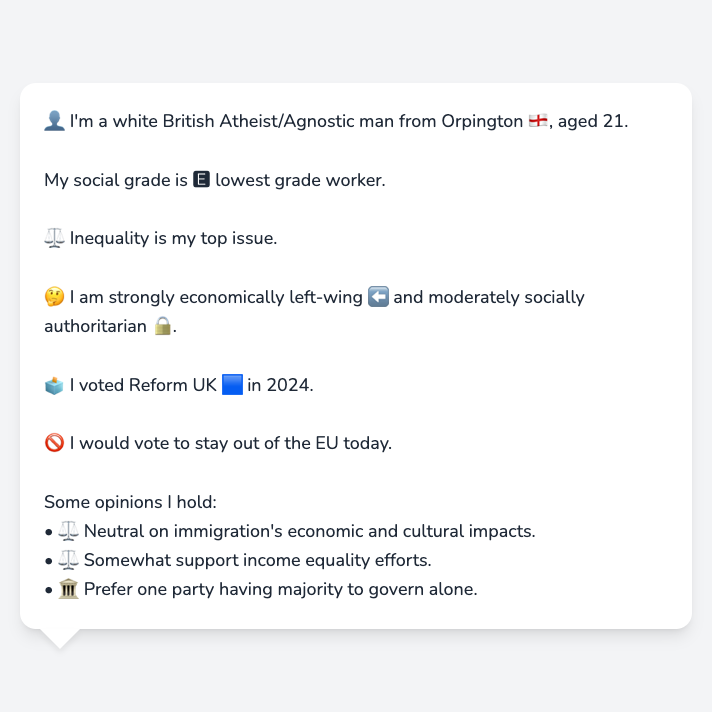 👤 I'm a white British Atheist/Agnostic man from Orpington 🏴󠁧󠁢󠁥󠁮󠁧󠁿, aged 21.
My social grade is 🅴 lowest grade worker.
⚖️ Inequality is my top issue.
🤔 I am strongly economically left-wing ⬅️ and moderately socially
authoritarian 🔒.
🗳️ I voted Reform UK 🟦 in 2024.
🚫 I would vote to stay out of the EU today.
Some opinions I hold:
• ⚖️ Neutral on immigration's economic and cultural impacts.
• ⚖️ Somewhat support income equality efforts.
• 🏛️ Prefer one party having majority to govern alone.